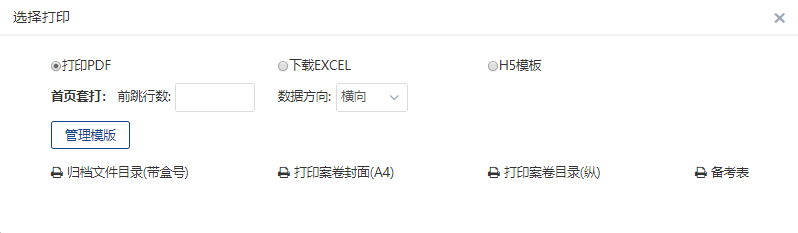 选择打印
打印PDF 下载EXCEL H5模板
首页套打: 前跳行数: 数据方向: 横向
管理模版
归档文件目录(带盒号) 打印案卷封面(A4) 打印案卷目录(纵) 备考表